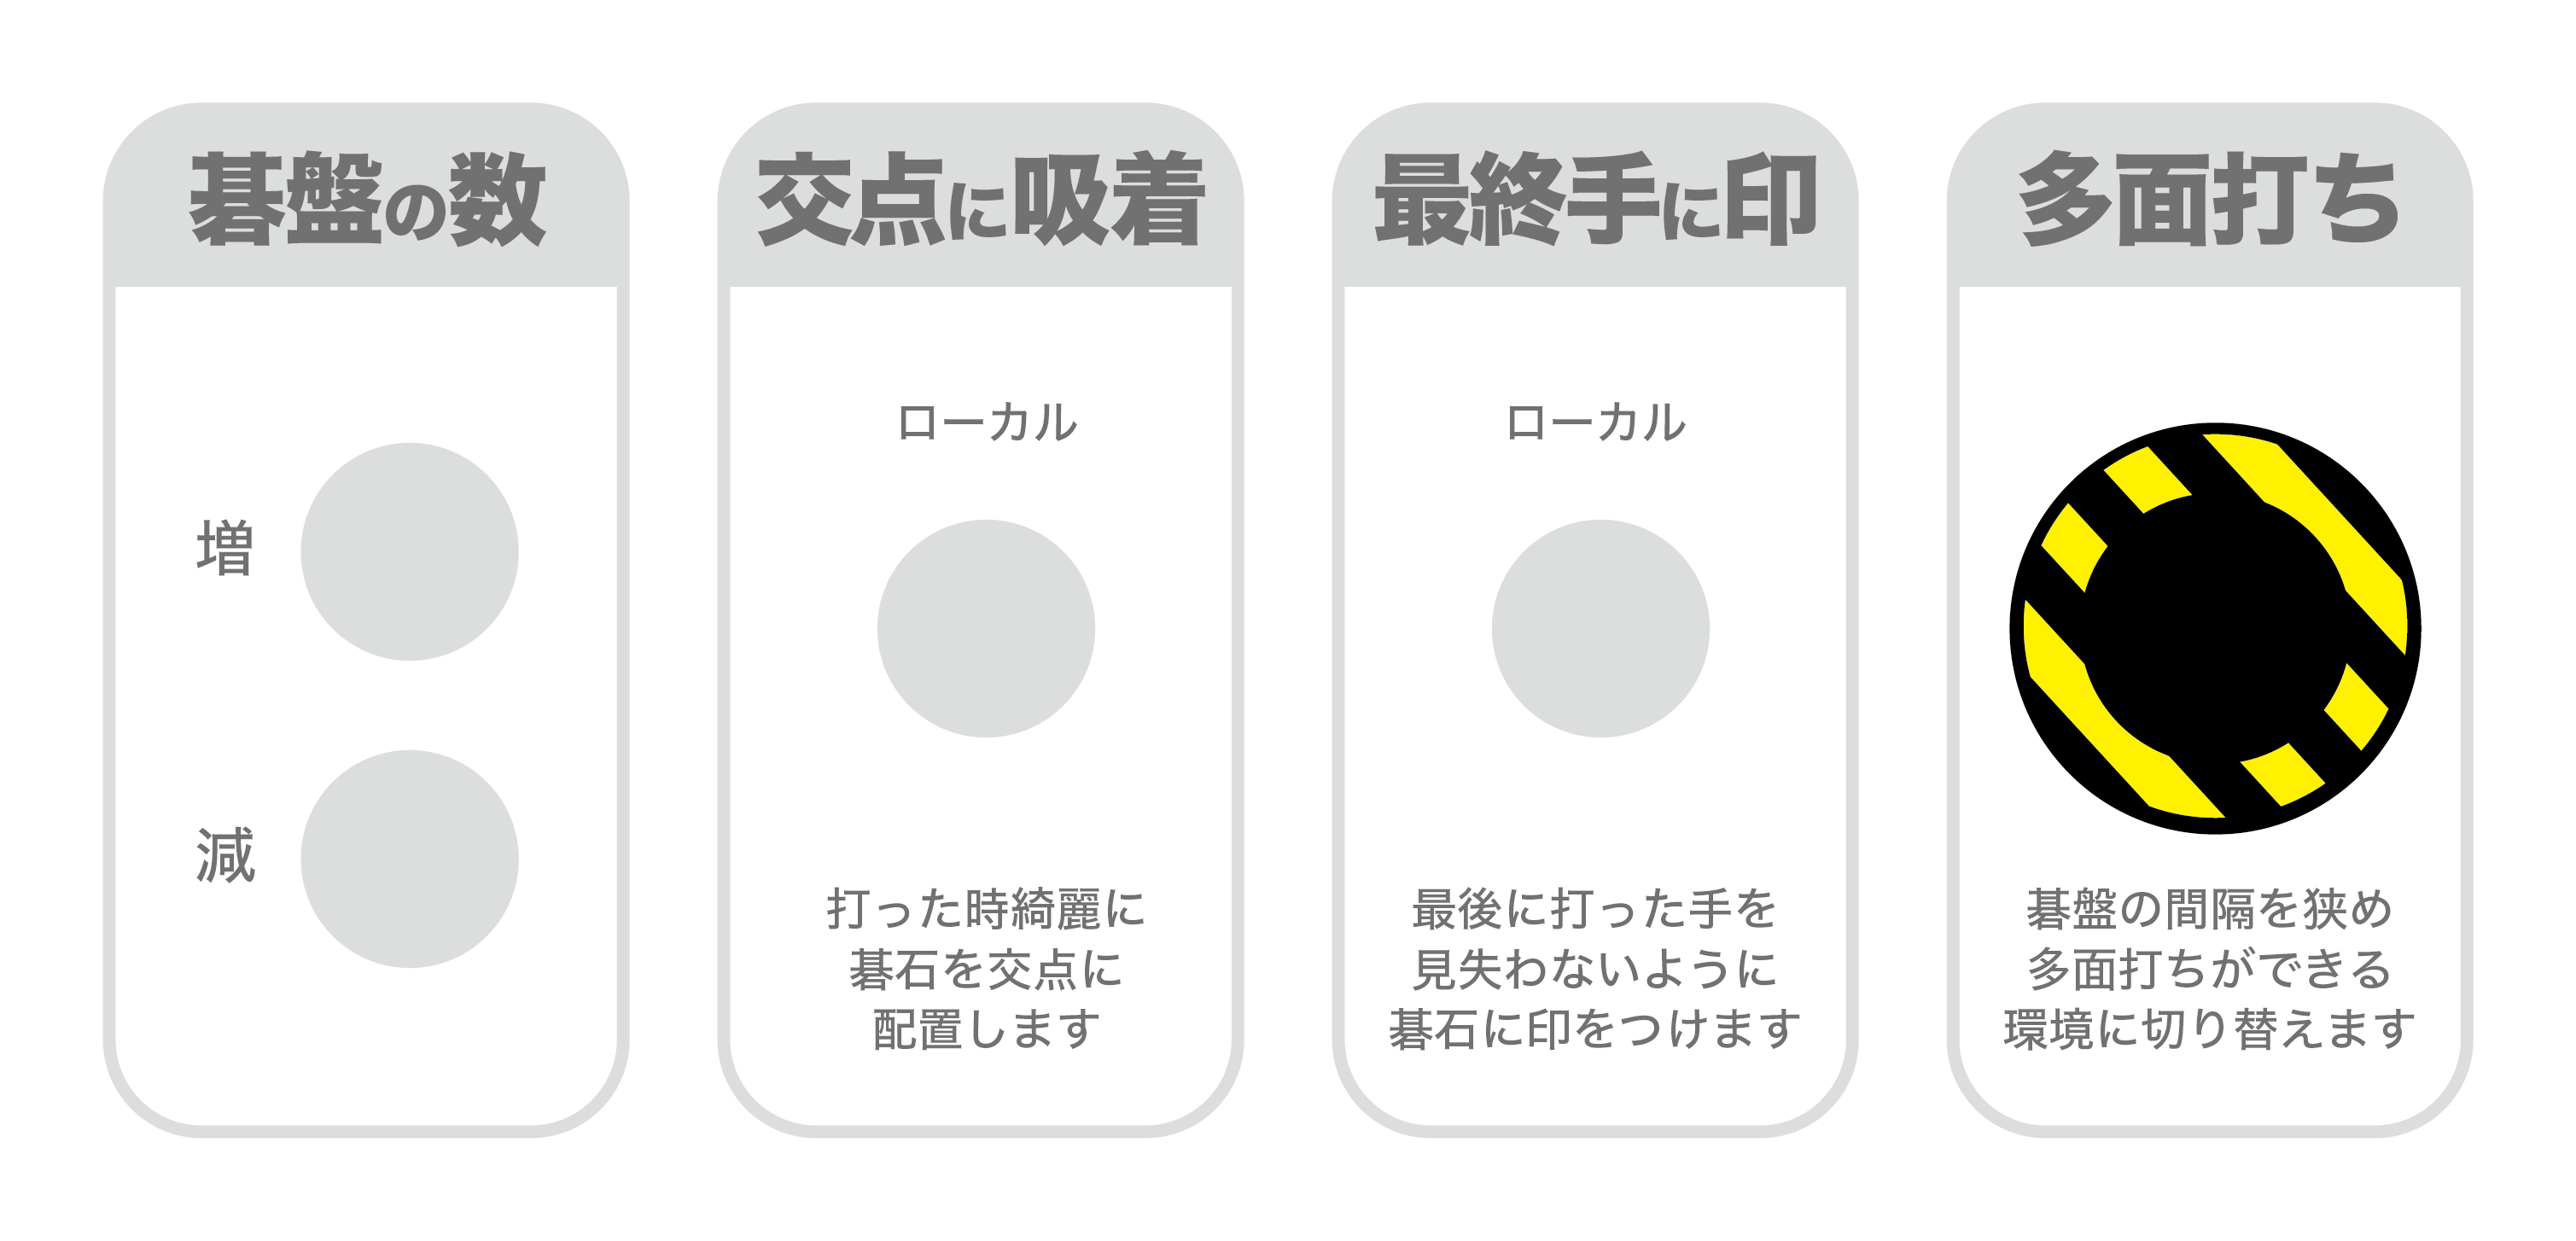 碁盤の数
増
減
交点に吸着
ローカル
打った時綺麗に
碁石を交点に
配置します
最終手に印
ローカル
最後に打った手を
見失わないように
碁石に印をつけます
多面打ち
碁盤の間隔を狭め
多面打ちができる
環境に切り替えます